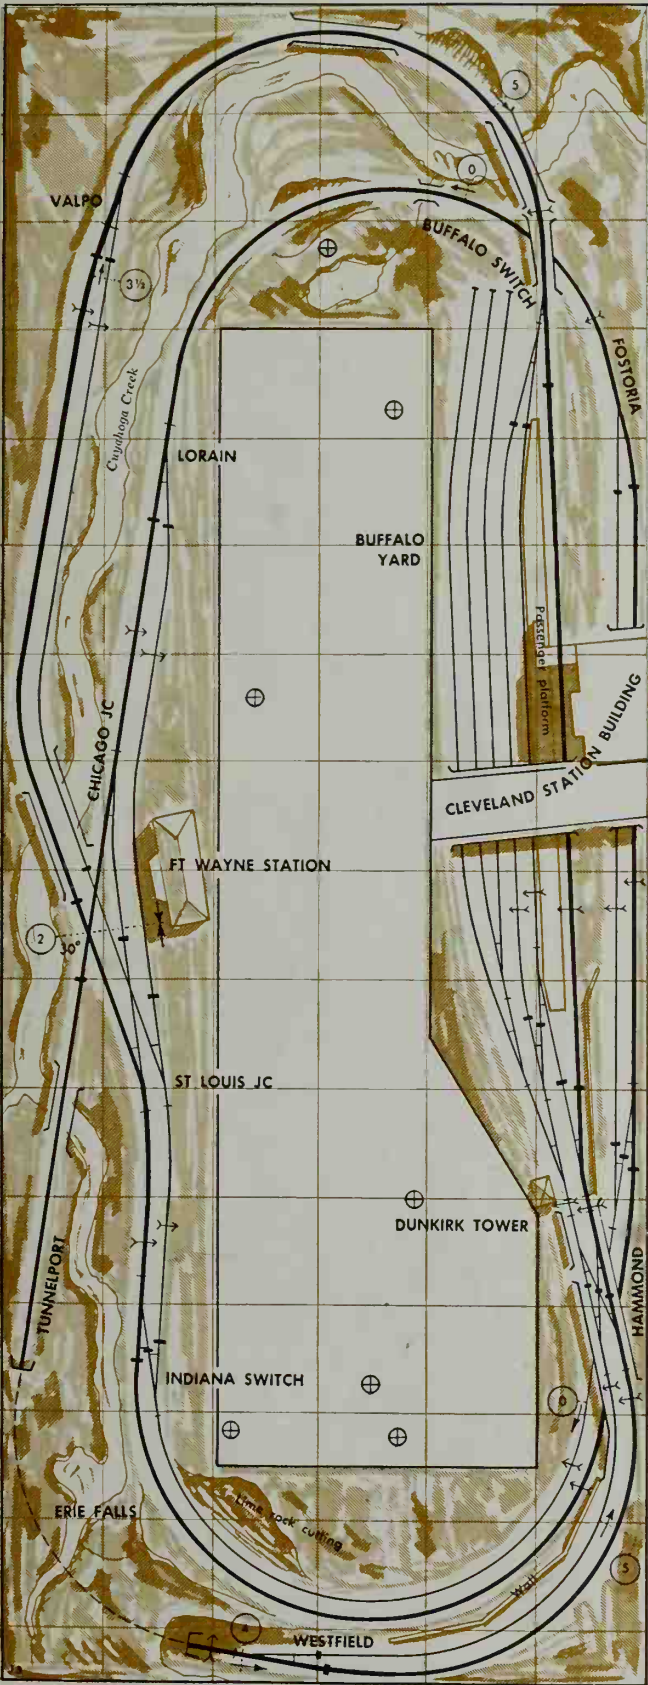 5
0
VALPO
BUFFALO SWITCH
3½
FOSTORIA
Cuyahoga Creek
LORAIN
BUFFALO
YARD
Passenger platform
CHICAGO JC
CLEVELAND STATION BUILDING
FT WAYNE STATION
2
30°
ST LOUIS JC
DUNKIRK TOWER
TUNNELPORT
HAMMOND
INDIANA SWITCH
0
ERIE FALLS
Lime rock cutting
Wall
5
4
WESTFIELD